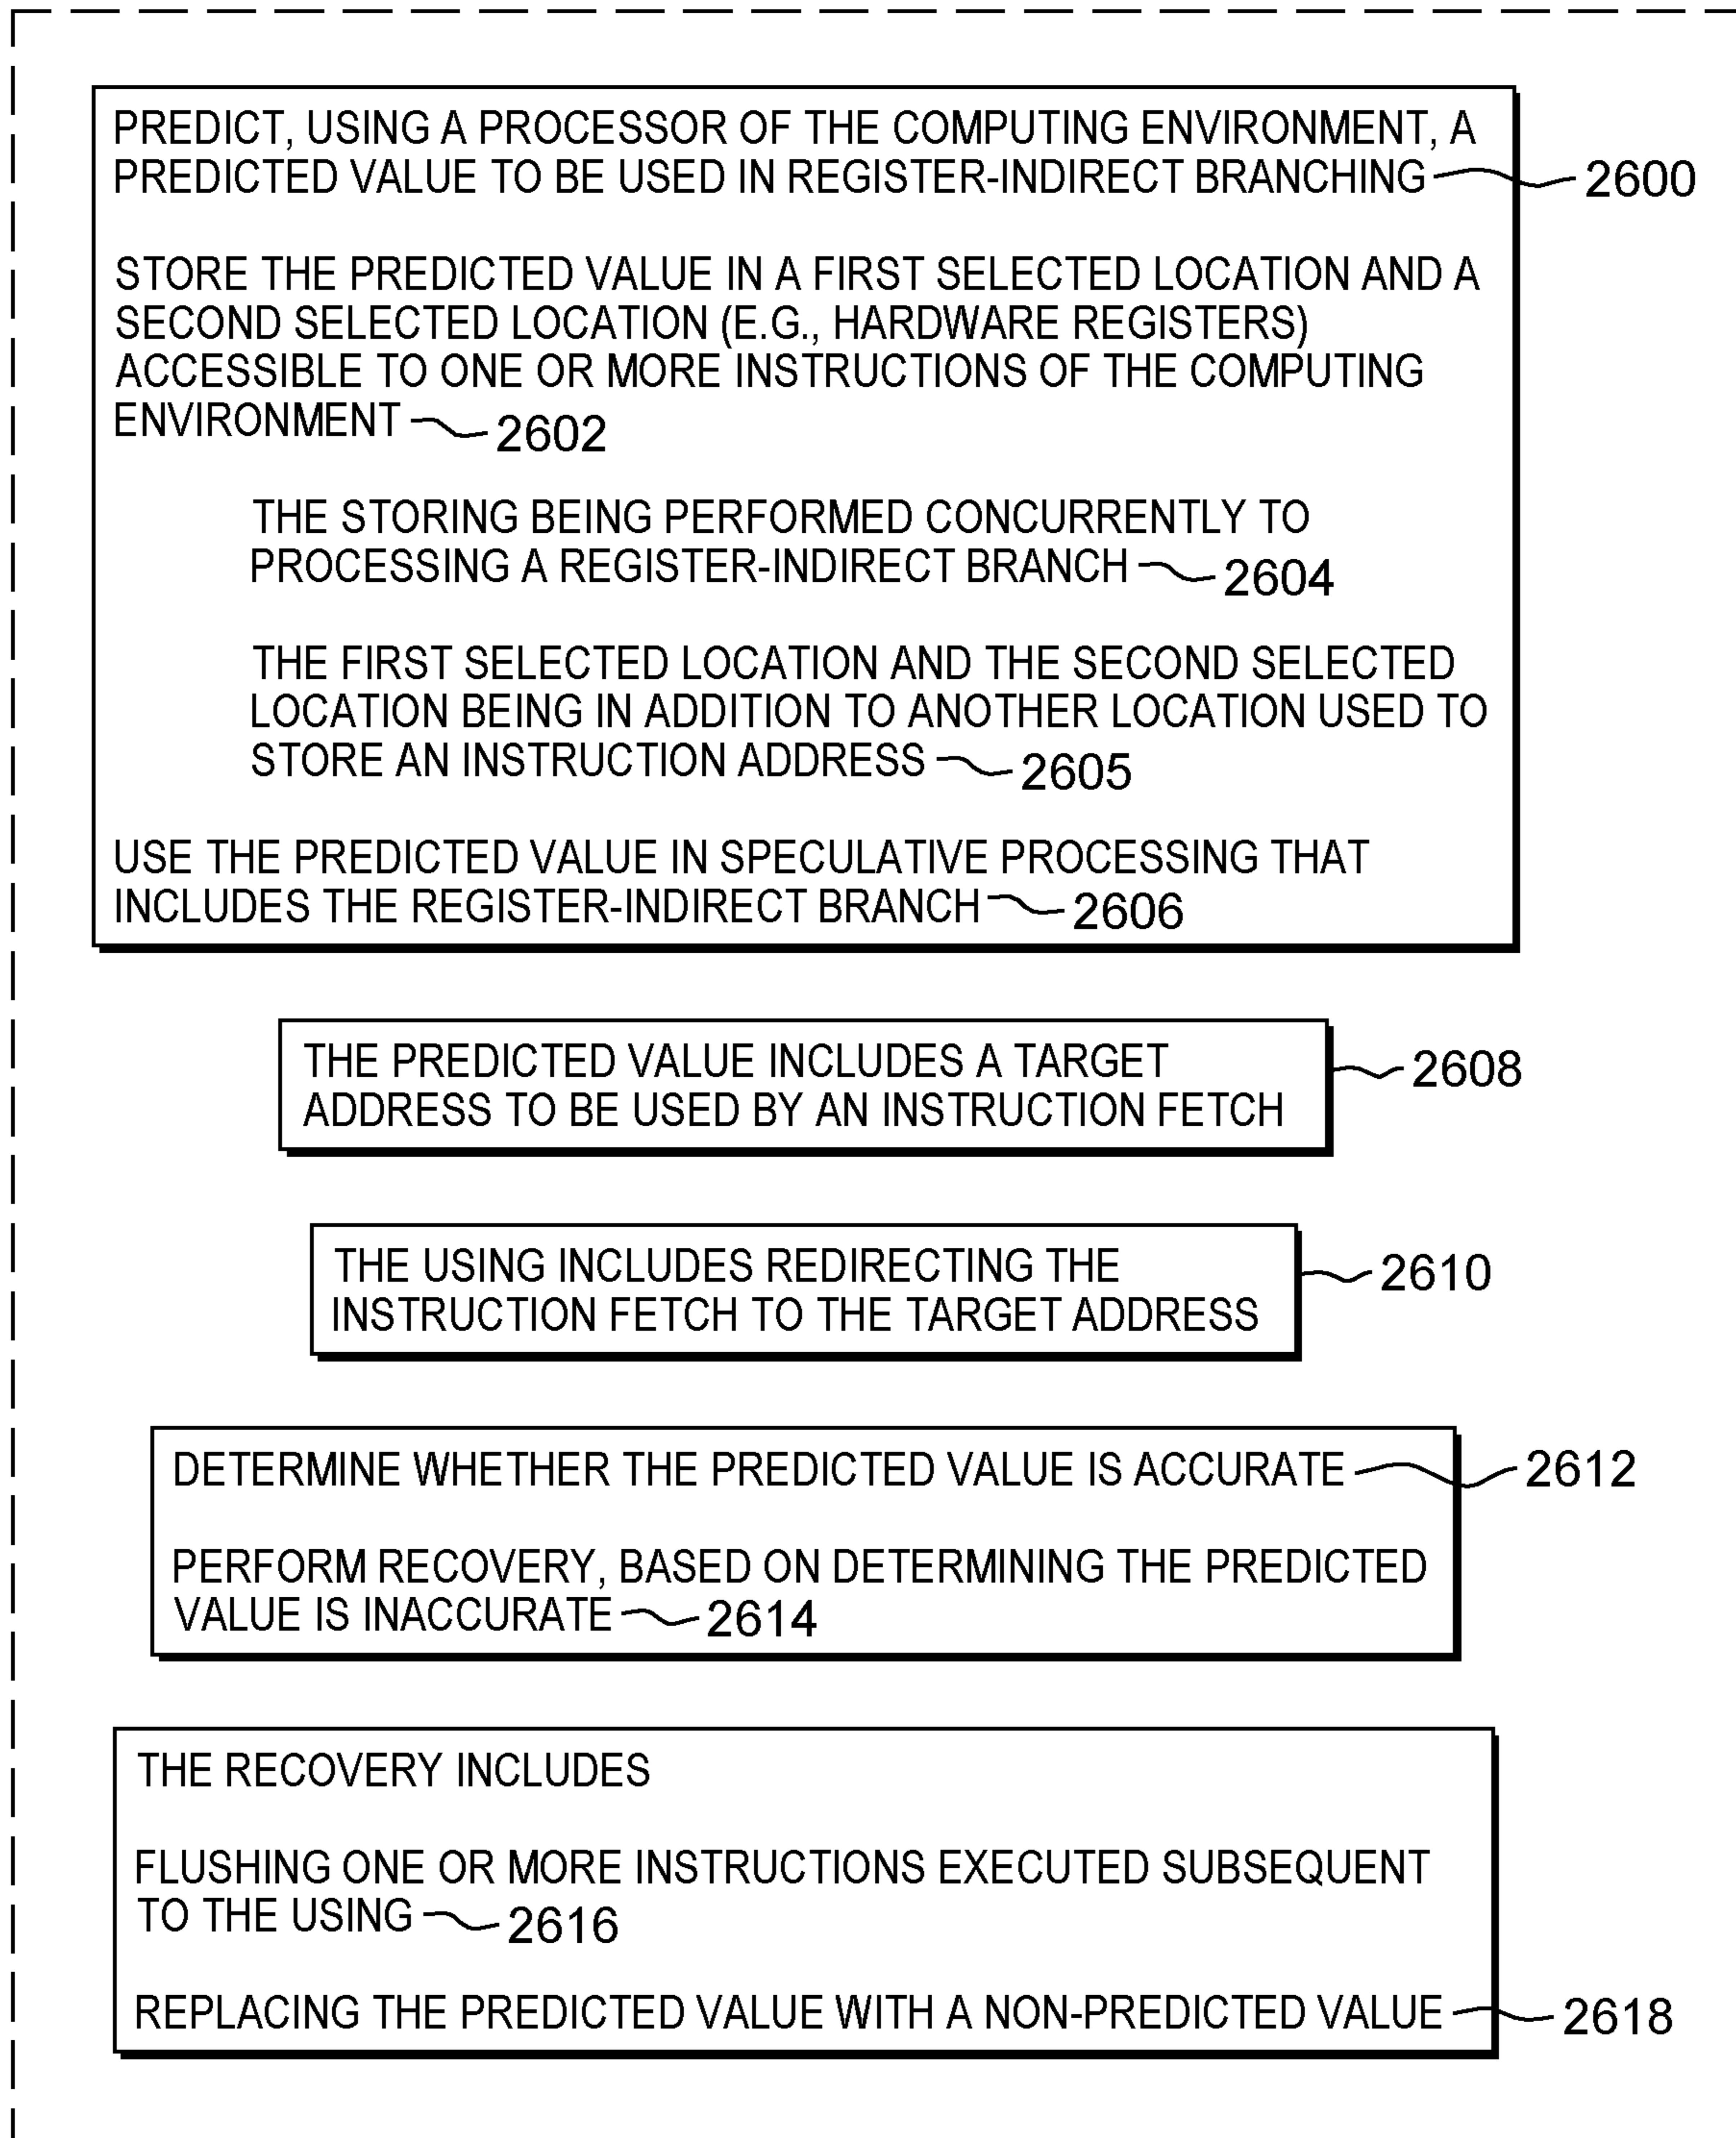 PREDICT, USING A PROCESSOR OF THE COMPUTING ENVIRONMENT, A
PREDICTED VALUE TO BE USED IN REGISTER-INDIRECT BRANCHING 2600
STORE THE PREDICTED VALUE IN A FIRST SELECTED LOCATION AND A
SECOND SELECTED LOCATION (E.G., HARDWARE REGISTERS)
ACCESSIBLE TO ONE OR MORE INSTRUCTIONS OF THE COMPUTING
ENVIRONMENT 2602
THE STORING BEING PERFORMED CONCURRENTLY TO
PROCESSING A REGISTER-INDIRECT BRANCH 2604
THE FIRST SELECTED LOCATION AND THE SECOND SELECTED
LOCATION BEING IN ADDITION TO ANOTHER LOCATION USED TO
STORE AN INSTRUCTION ADDRESS 2605
USE THE PREDICTED VALUE IN SPECULATIVE PROCESSING THAT
INCLUDES THE REGISTER-INDIRECT BRANCH 2606
THE PREDICTED VALUE INCLUDES A TARGET
ADDRESS TO BE USED BY AN INSTRUCTION FETCH
2608
THE USING INCLUDES REDIRECTING THE
INSTRUCTION FETCH TO THE TARGET ADDRESS
2610
DETERMINE WHETHER THE PREDICTED VALUE IS ACCURATE 2612
PERFORM RECOVERY, BASED ON DETERMINING THE PREDICTED
VALUE IS INACCURATE 2614
THE RECOVERY INCLUDES
FLUSHING ONE OR MORE INSTRUCTIONS EXECUTED SUBSEQUENT
TO THE USING 2616
REPLACING THE PREDICTED VALUE WITH A NON-PREDICTED VALUE 2618